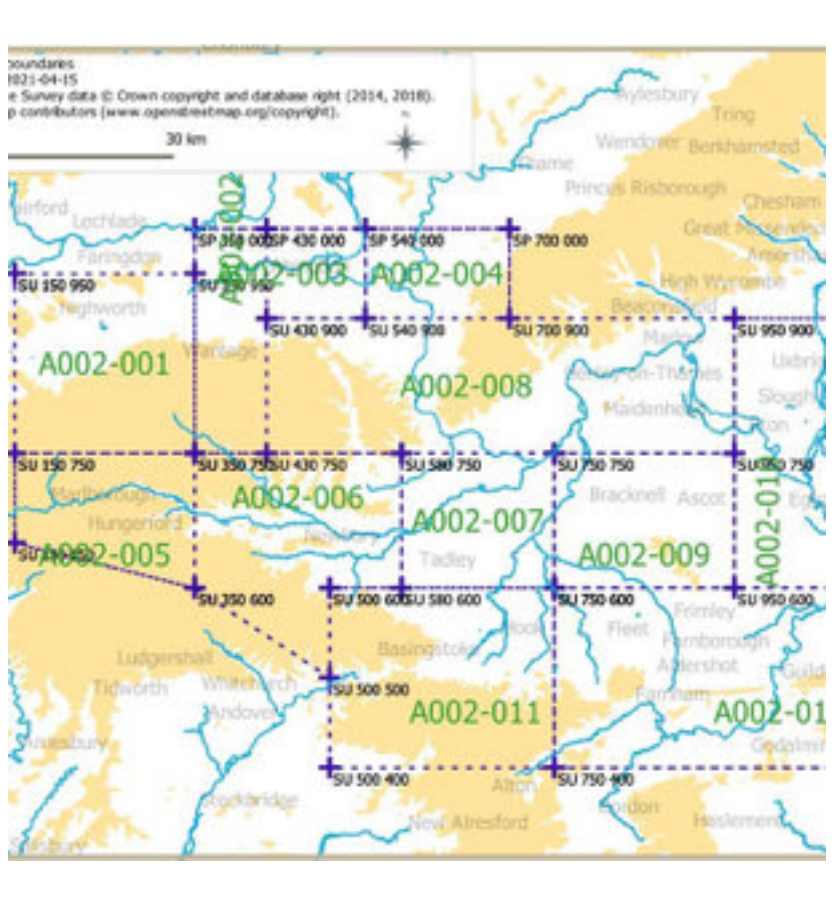 oundaries
2021-04-15
e Survey data © Crown copyright and database right (2014, 2018).
p contributors (www.openstreetmap.org/copyright).
30 km
Aylesbury
Tring
Wendover
Berkhamsted
Thame
Princes Risborough
Chesham
airford
Lechlade
Faringdon
SP 350 000
SP 430 000
SP 540 000
SP 700 000
A002-003
A002-004
SU 150 950
SU 350 950
High Wycombe
Beaconsfield
Highworth
SU 430 900
SU 540 900
SU 700 900
SU 950 900
Marlow
Wantage
A002-001
A002-008
Henley-on-Thames
Maidenhead
Slough
SU 150 750
SU 350 750
SU 430 750
SU 580 750
SU 750 750
SU 950 750
Marlborough
A002-006
Bracknell
Ascot
Hungerford
A002-007
Newbury
A002-005
Tadley
A002-009
SU 350 600
SU 500 600
SU 580 600
SU 750 600
SU 950 600
Frimley
Hook
Fleet
Farnborough
Ludgershall
Basingstoke
Aldershot
Guild
Tidworth
Whitchurch
SU 500 500
Farnham
Andover
A002-011
A002-01
Amesbury
Godalmin
SU 500 400
SU 750 400
Alton
Stockbridge
Bordon
New Alresford
Haslemere
Salisbury